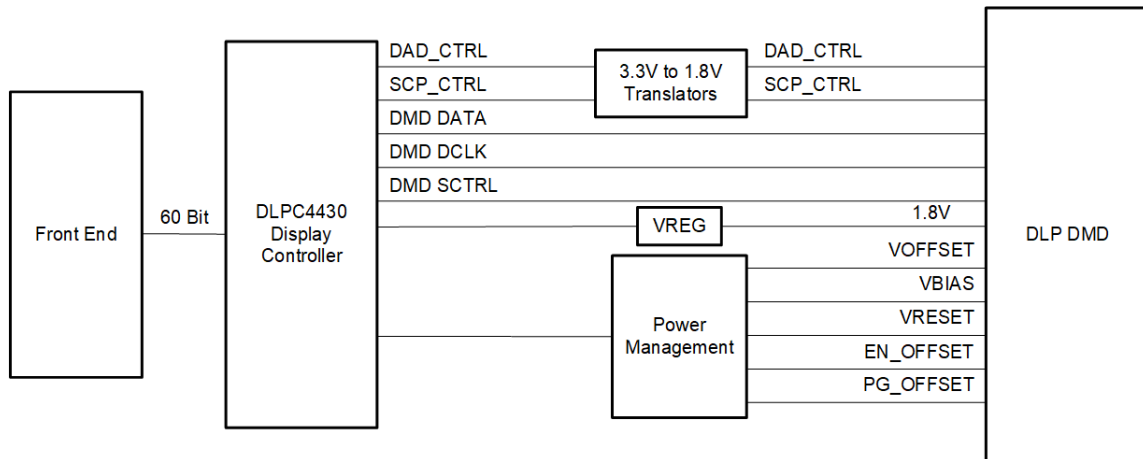 Front End
60 Bit
DLPC4430
Display
Controller
DAD_CTRL
SCP_CTRL
DMD DATA
DMD DCLK
DMD SCTRL
3.3V to 1.8V
Translators
DAD_CTRL
SCP_CTRL
VREG
1.8V
Power
Management
VOFFSET
VBIAS
VRESET
EN_OFFSET
PG_OFFSET
DLP DMD